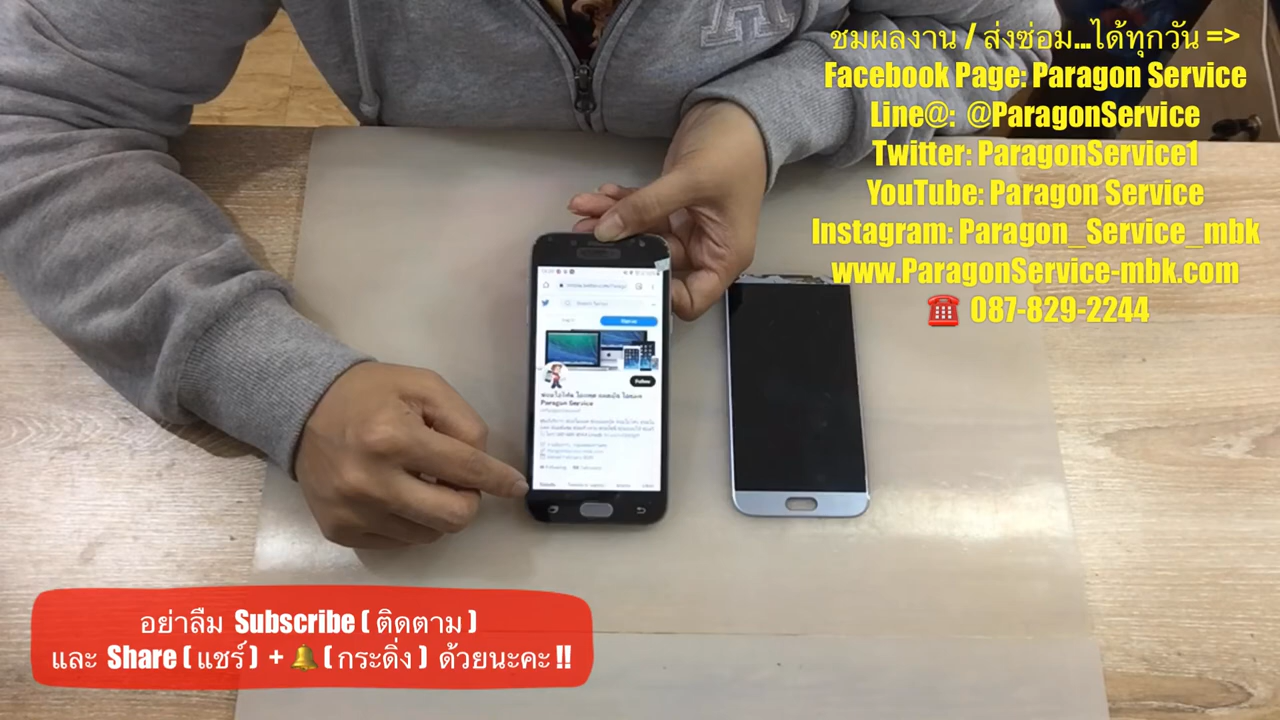 ชมผลงาน / ส่งซ่อม...ได้ทุกวัน =>
Facebook Page: Paragon Service
Line@: @ParagonService
Twitter: ParagonService1
YouTube: Paragon Service
Instagram: Paragon_Service_mbk
www.ParagonService-mbk.com
☎️ 087-829-2244
A
Follow
Paragon Service
อย่าลืม Subscribe ( ติดตาม )
และ Share ( แชร์ ) + 🔔 ( กระดิ่ง ) ด้วยนะคะ !!